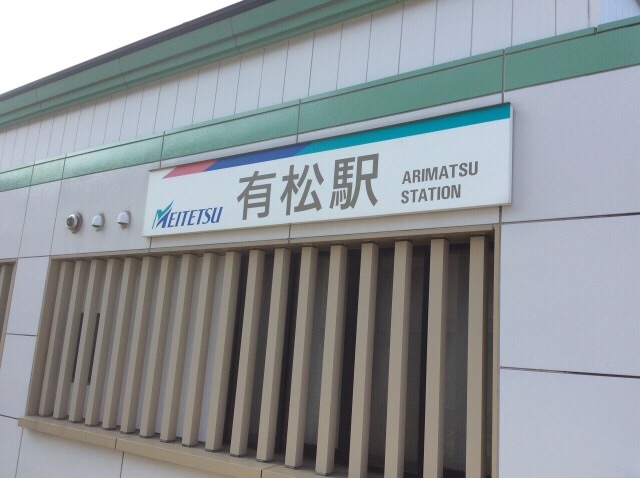 MEITETSU
有松駅
ARIMATSU
STATION